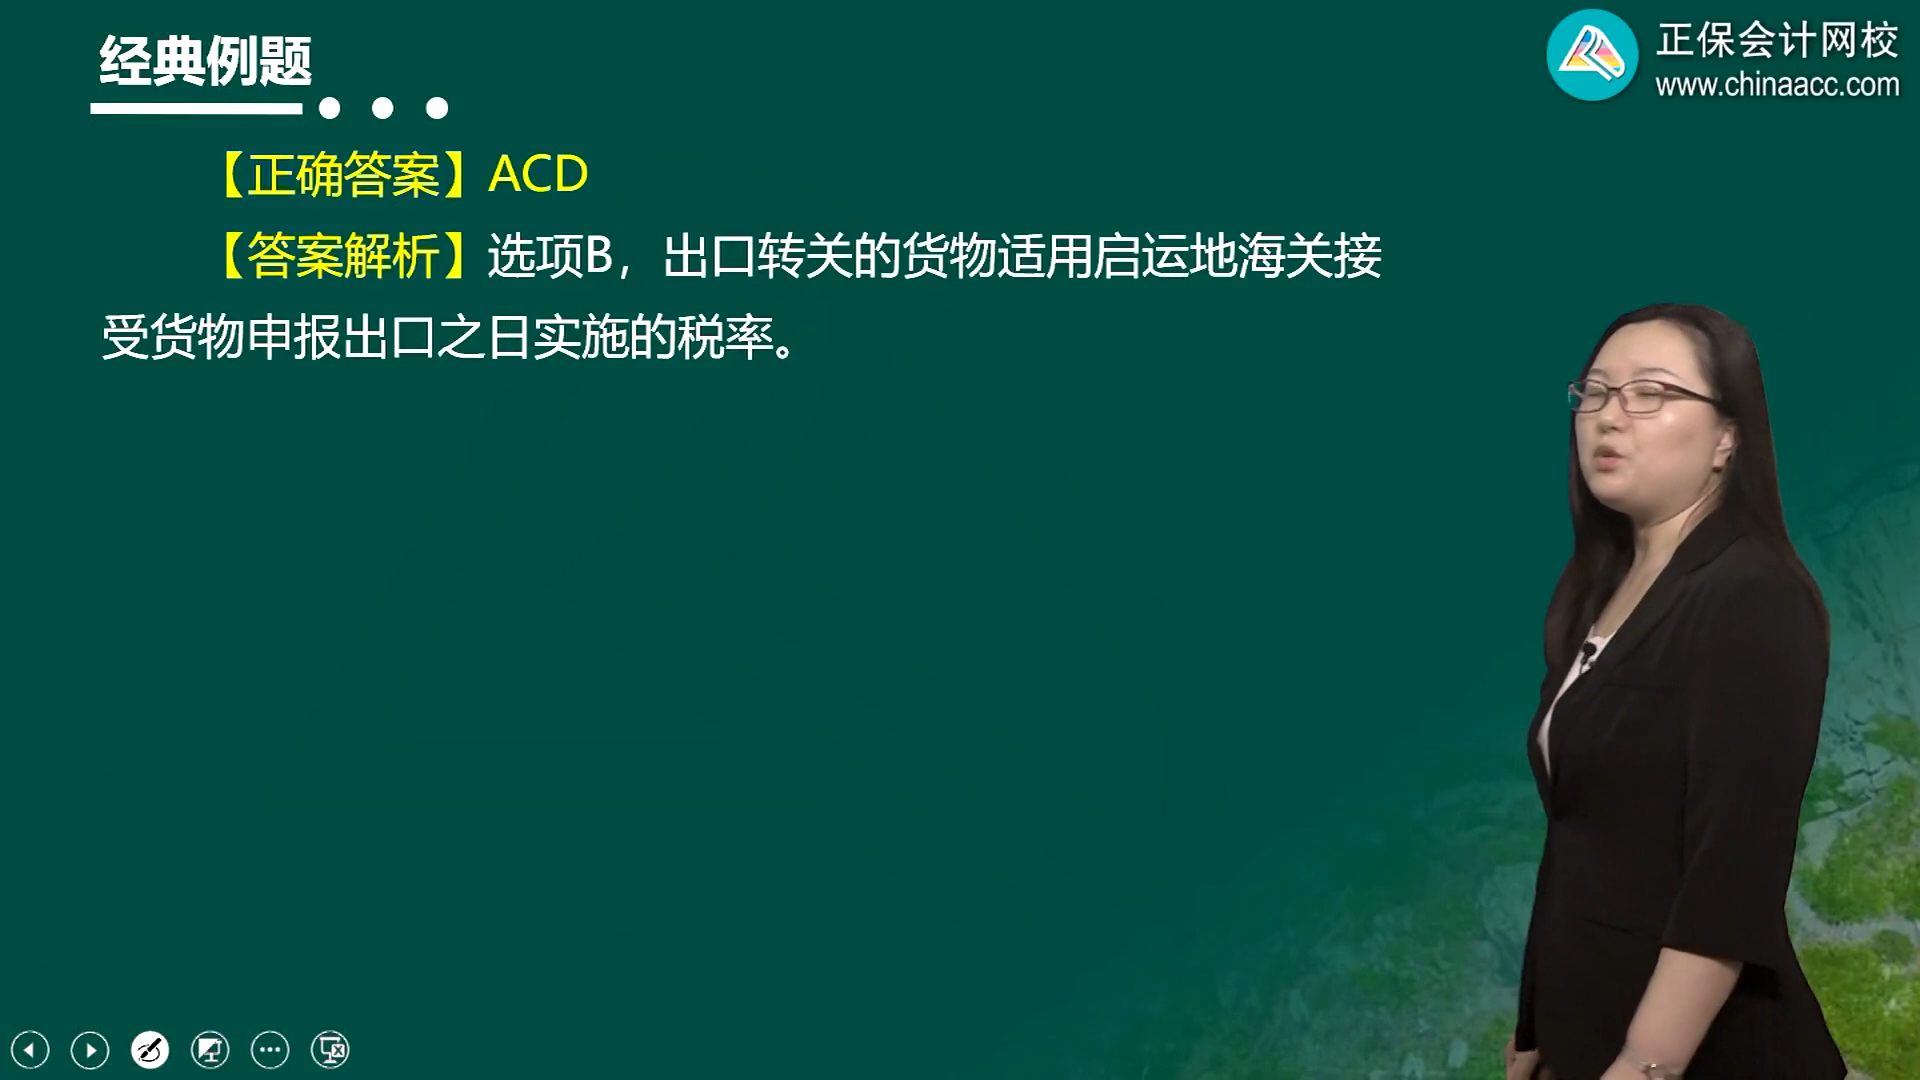 经典例题
正保会计网校
www.chinaacc.com
【正确答案】ACD
【答案解析】选项B，出口转关的货物适用启运地海关接
受货物申报出口之日实施的税率。